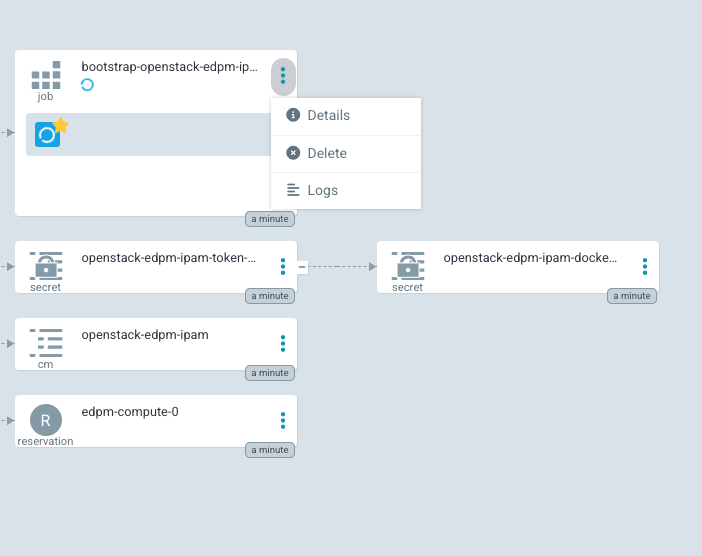 bootstrap-openstack-edpm-ip...
job
Details
Delete
Logs
a minute
openstack-edpm-ipam-token-...
secret
a minute
openstack-edpm-ipam-docke...
secret
a minute
openstack-edpm-ipam
cm
a minute
edpm-compute-0
R
reservation
a minute